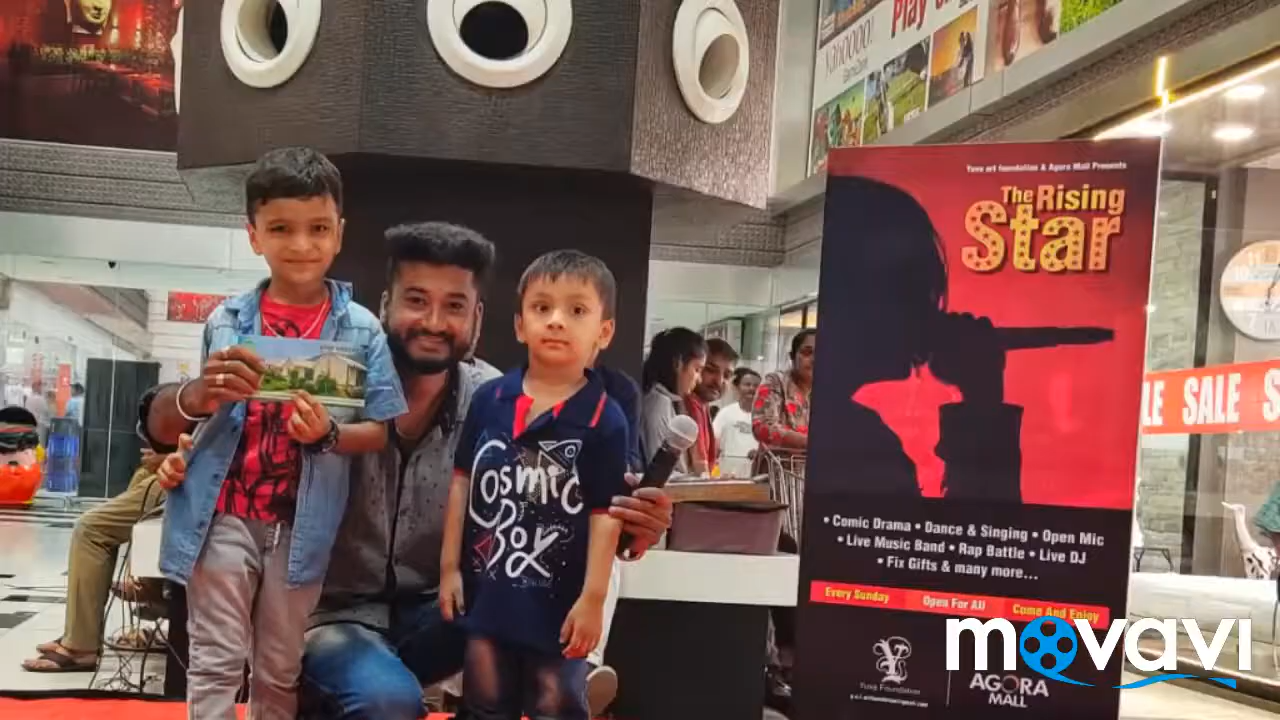 Play
Yahoooo!
Yuva art foundation & Agora Mall Presents
The Rising
Star
LE SALE S
Cosmic
Box
• Comic Drama • Dance & Singing • Open Mic
• Live Music Band • Rap Battle • Live DJ
• Fix Gifts & many more...
Every Sunday Open For All Come And Enjoy
Yuva Foundation
AGORA
MALL
movavi